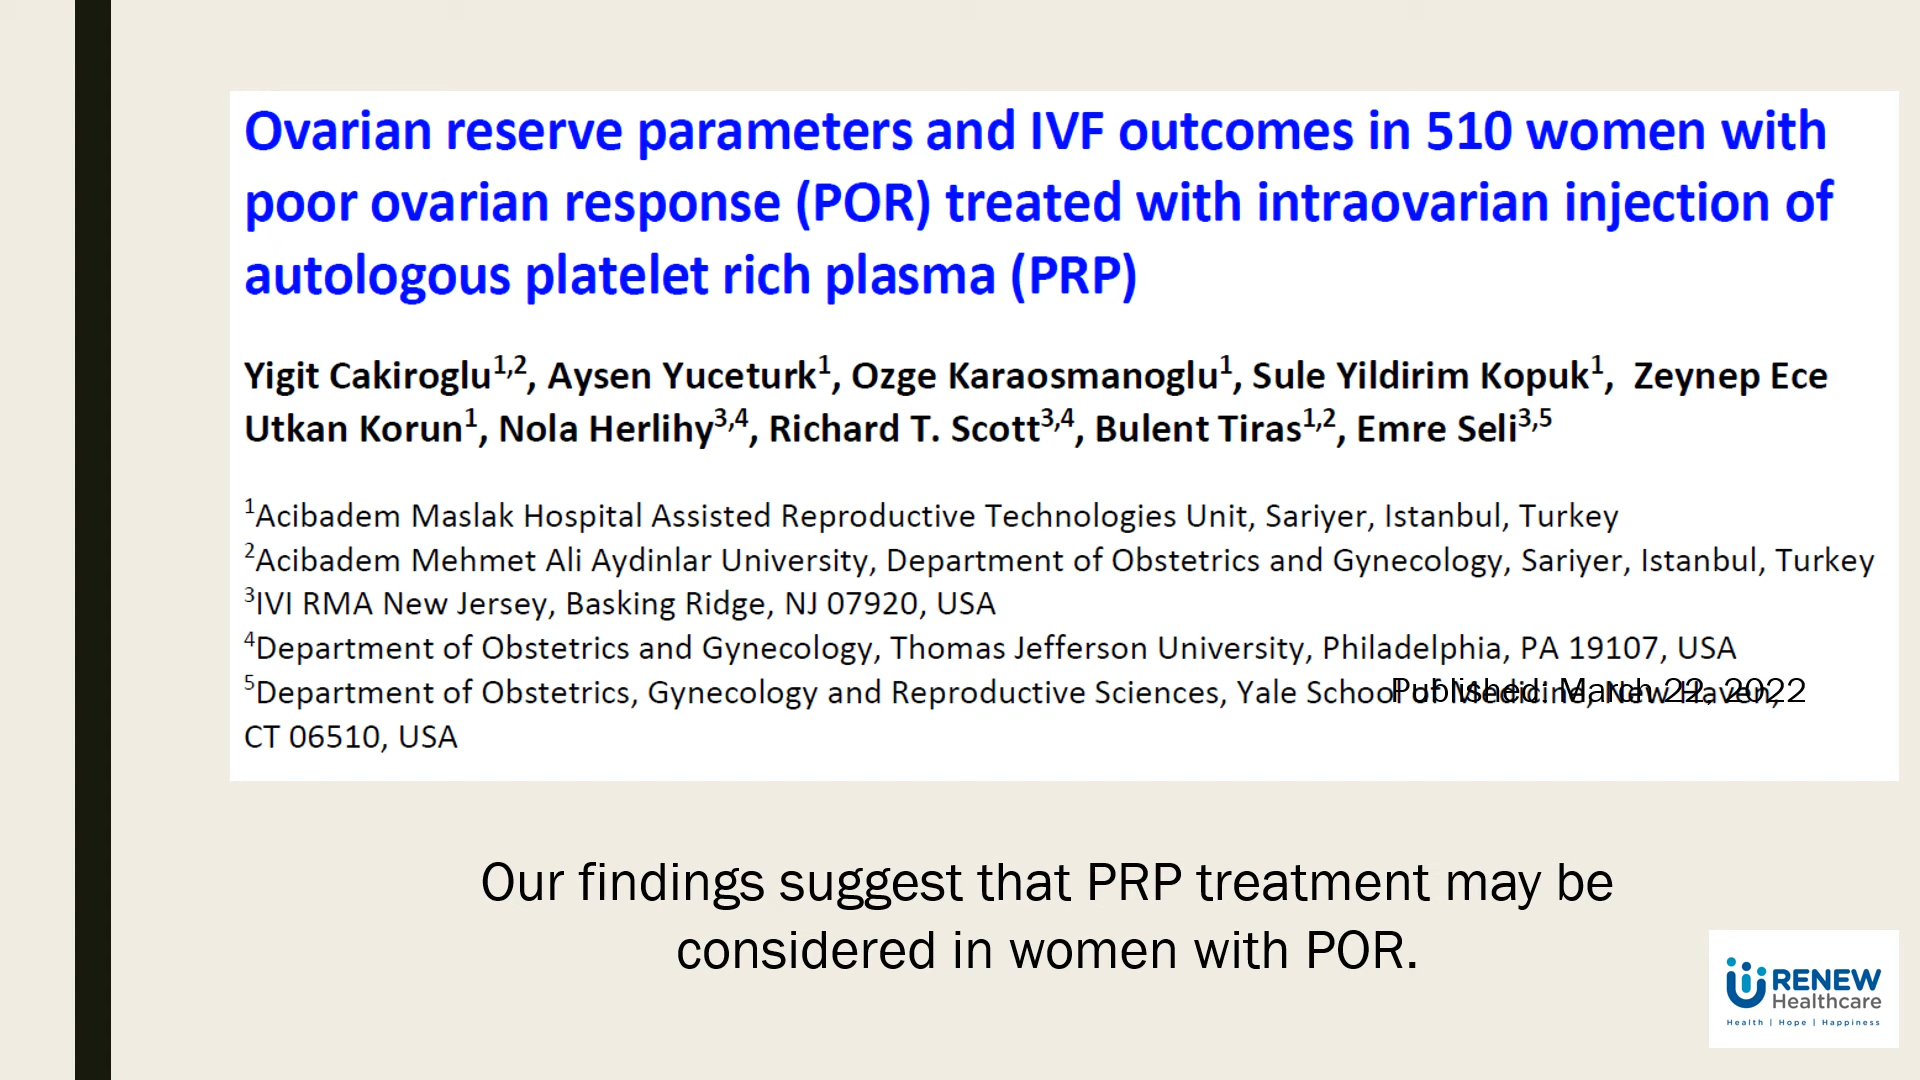 Ovarian reserve parameters and IVF outcomes in 510 women with
poor ovarian response (POR) treated with intraovarian injection of
autologous platelet rich plasma (PRP)
Yigit Cakiroglu1,2, Aysen Yuceturk1, Ozge Karaosmanoglu1, Sule Yildirim Kopuk1, Zeynep Ece
Utkan Korun1, Nola Herlihy3,4, Richard T. Scott3,4, Bulent Tiras1,2, Emre Seli3,5
1Acibadem Maslak Hospital Assisted Reproductive Technologies Unit, Sariyer, Istanbul, Turkey
2Acibadem Mehmet Ali Aydinlar University, Department of Obstetrics and Gynecology, Sariyer, Istanbul, Turkey
3IVI RMA New Jersey, Basking Ridge, NJ 07920, USA
4Department of Obstetrics and Gynecology, Thomas Jefferson University, Philadelphia, PA 19107, USA
5Department of Obstetrics, Gynecology and Reproductive Sciences, Yale School of Medicine, New Haven,
Published: March 22, 2022
CT 06510, USA
Our findings suggest that PRP treatment may be
considered in women with POR.
RENEW
Healthcare
Health | Hope | Happiness